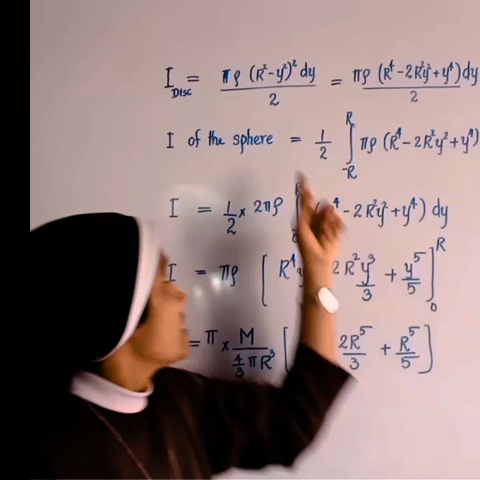 I_Disc = πρ (R²-y²)² dy / 2 = πρ (R⁴-2R²y²+y⁴) dy / 2
I of the sphere = 1/2 ∫_-R^R πρ (R⁴-2R²y²+y⁴)
I = 1/2 × 2πρ ∫ ⁴-2R²y²+y⁴) dy
I = πρ [ R⁴y 2R²y³/3 + y⁵/5 ]_0^R
= π × M / 4/3 πR³ [ 2R⁵/3 + R⁵/5 ]